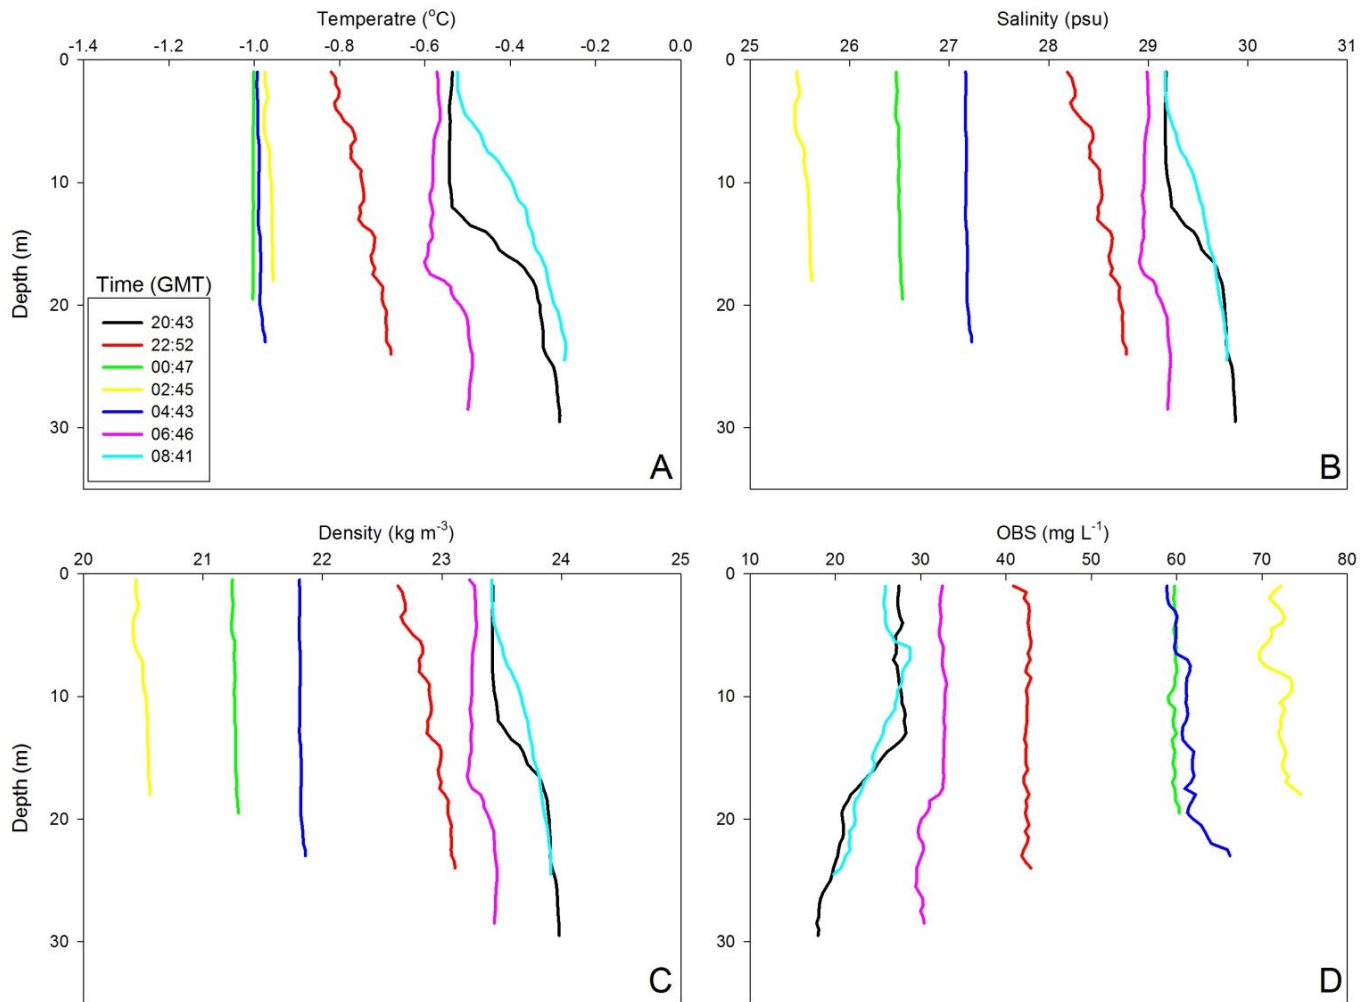 Temperatre (°C)
-1.4 -1.2 -1.0 -0.8 -0.6 -0.4 -0.2 0.0
0
10
20
30
Depth (m)
Time (GMT)
20:43
22:52
00:47
02:45
04:43
06:46
08:41
A
Salinity (psu)
25 26 27 28 29 30 31
0
10
20
30
B
Density (kg m⁻³)
20 21 22 23 24 25
0
10
20
30
Depth (m)
C
OBS (mg L⁻¹)
10 20 30 40 50 60 70 80
0
10
20
30
D